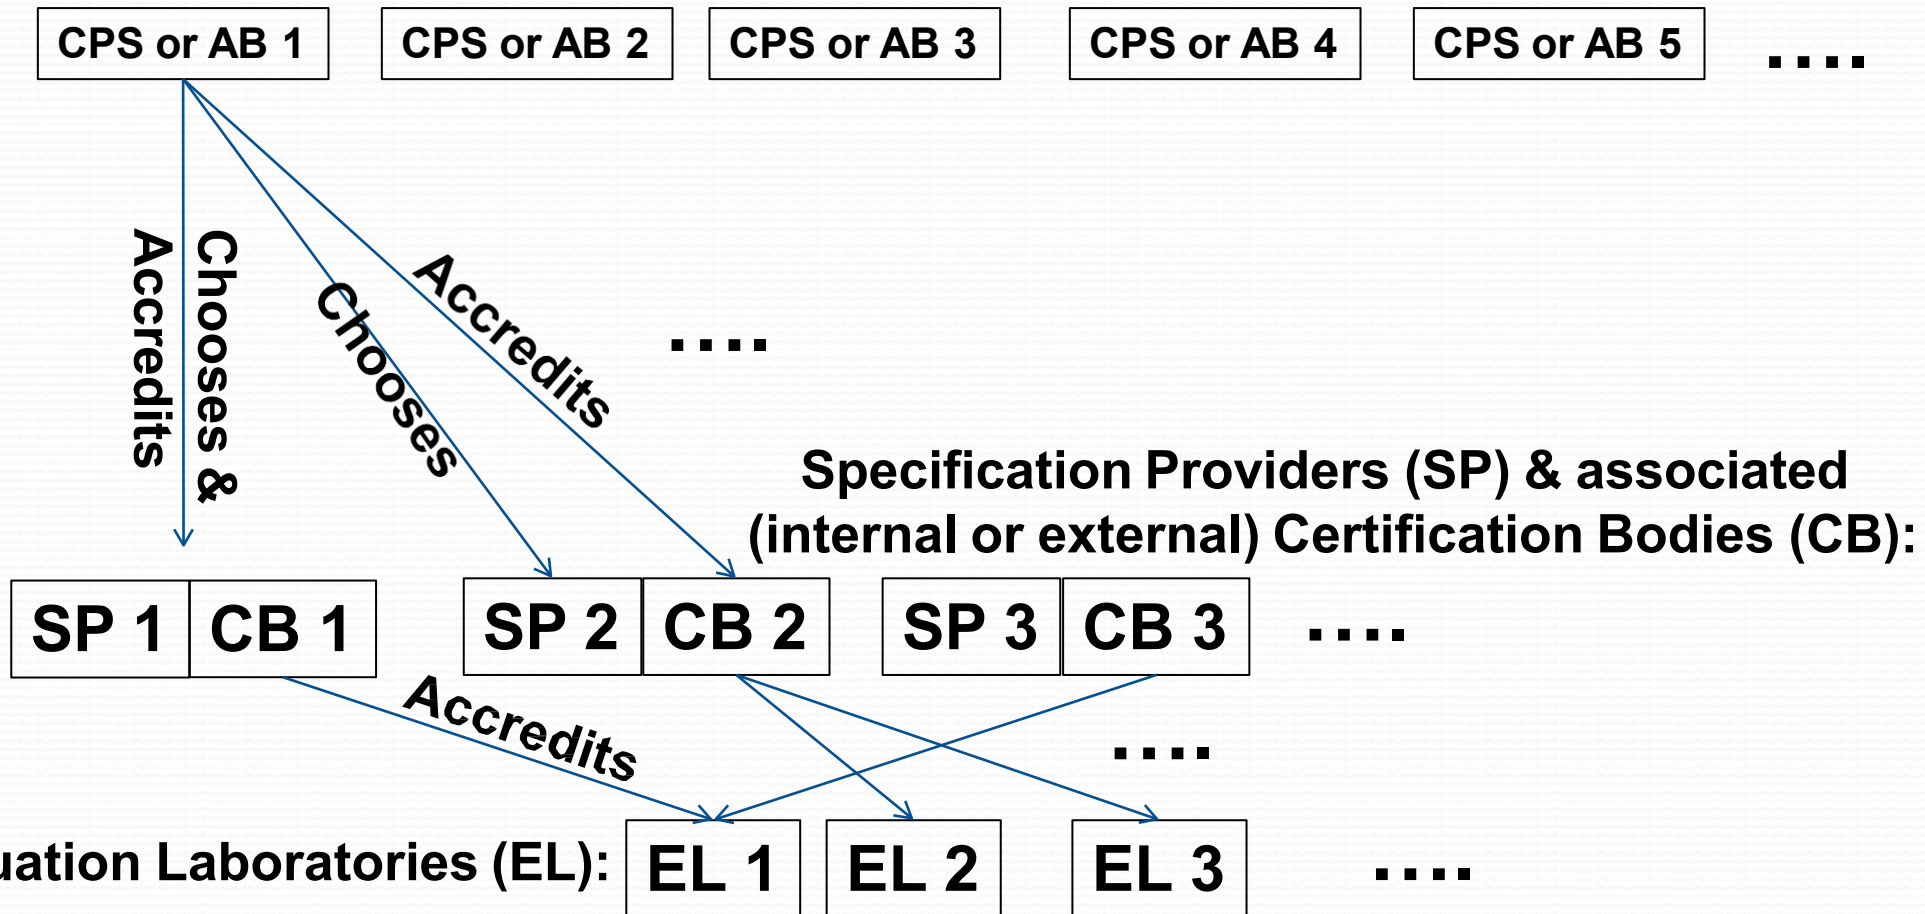 CPS or AB 1
CPS or AB 2
CPS or AB 3
CPS or AB 4
CPS or AB 5
....
Chooses &
Accredits
Chooses
Accredits
....
Specification Providers (SP) & associated
(internal or external) Certification Bodies (CB):
SP 1
CB 1
SP 2
CB 2
SP 3
CB 3
....
Accredits
....
uation Laboratories (EL):
EL 1
EL 2
EL 3
....